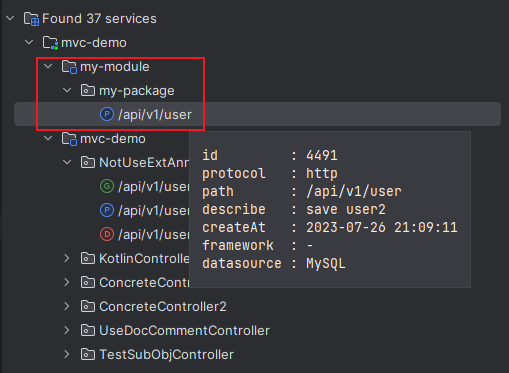 Found 37 services
mvc-demo
my-module
my-package
P /api/v1/user
mvc-demo
NotUseExtAnn
G /api/v1/user
P /api/v1/user
D /api/v1/user
KotlinControlle
ConcreteCont
ConcreteController2
UseDocCommentController
TestSubObjController
id : 4491
protocol : http
path : /api/v1/user
describe : save user2
createAt : 2023-07-26 21:09:11
framework : -
datasource : MySQL